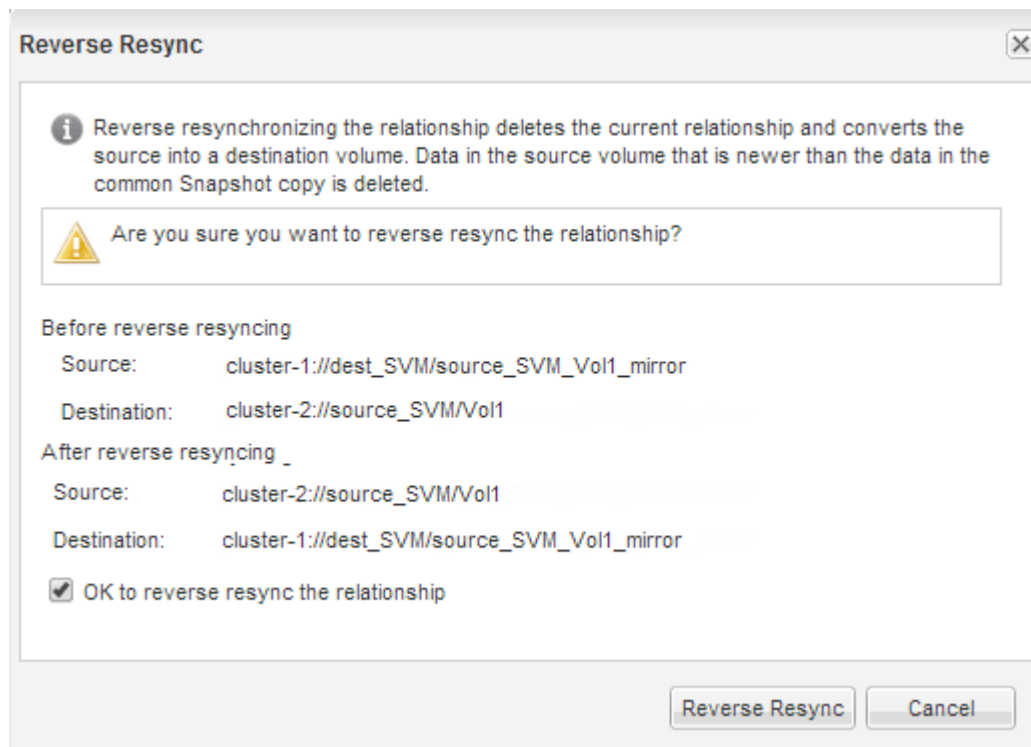 Reverse Resync
Reverse resynchronizing the relationship deletes the current relationship and converts the
source into a destination volume. Data in the source volume that is newer than the data in the
common Snapshot copy is deleted.
Are you sure you want to reverse resync the relationship?
Before reverse resyncing
Source: cluster-1://dest_SVM/source_SVM_Vol1_mirror
Destination: cluster-2://source_SVM/Vol1
After reverse resyncing
Source: cluster-2://source_SVM/Vol1
Destination: cluster-1://dest_SVM/source_SVM_Vol1_mirror
OK to reverse resync the relationship
Reverse Resync Cancel